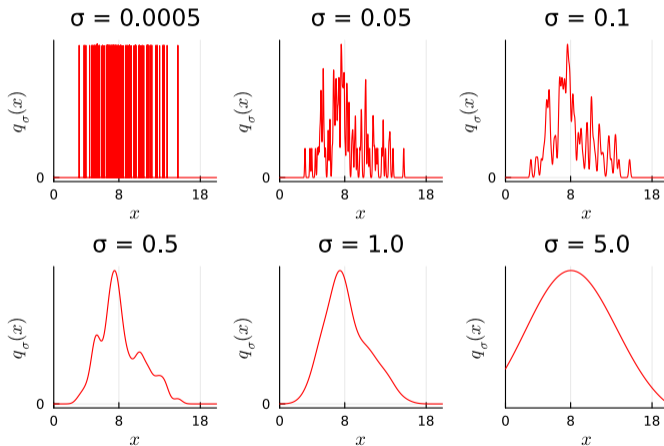 σ = 0.0005
q_σ(x)
0
0 8 18
x
σ = 0.05
q_σ(x)
0
0 8 18
x
σ = 0.1
q_σ(x)
0
0 8 18
x
σ = 0.5
q_σ(x)
0
0 8 18
x
σ = 1.0
q_σ(x)
0
0 8 18
x
σ = 5.0
q_σ(x)
0 8 18
x